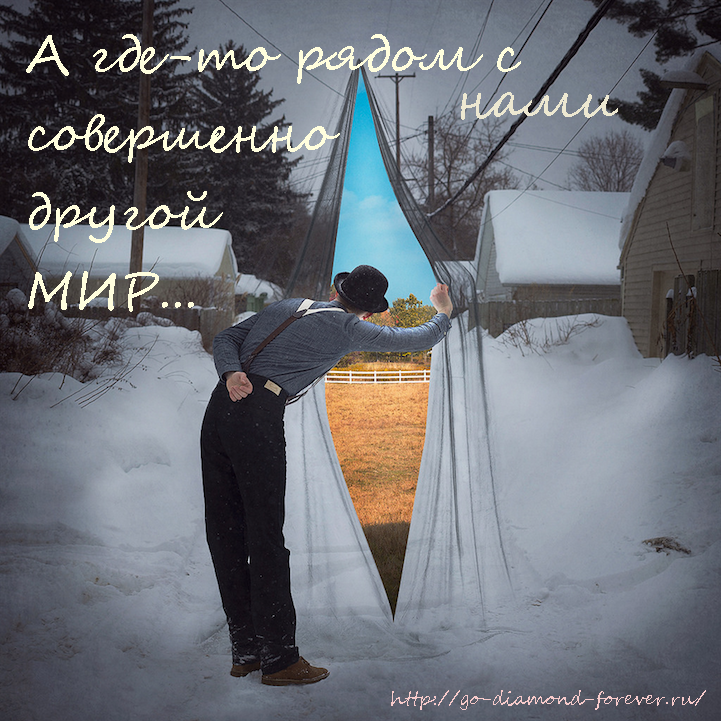 А где-то рядом с
нами
совершенно
другой
МИР...
http://go-diamond-forever.ru/